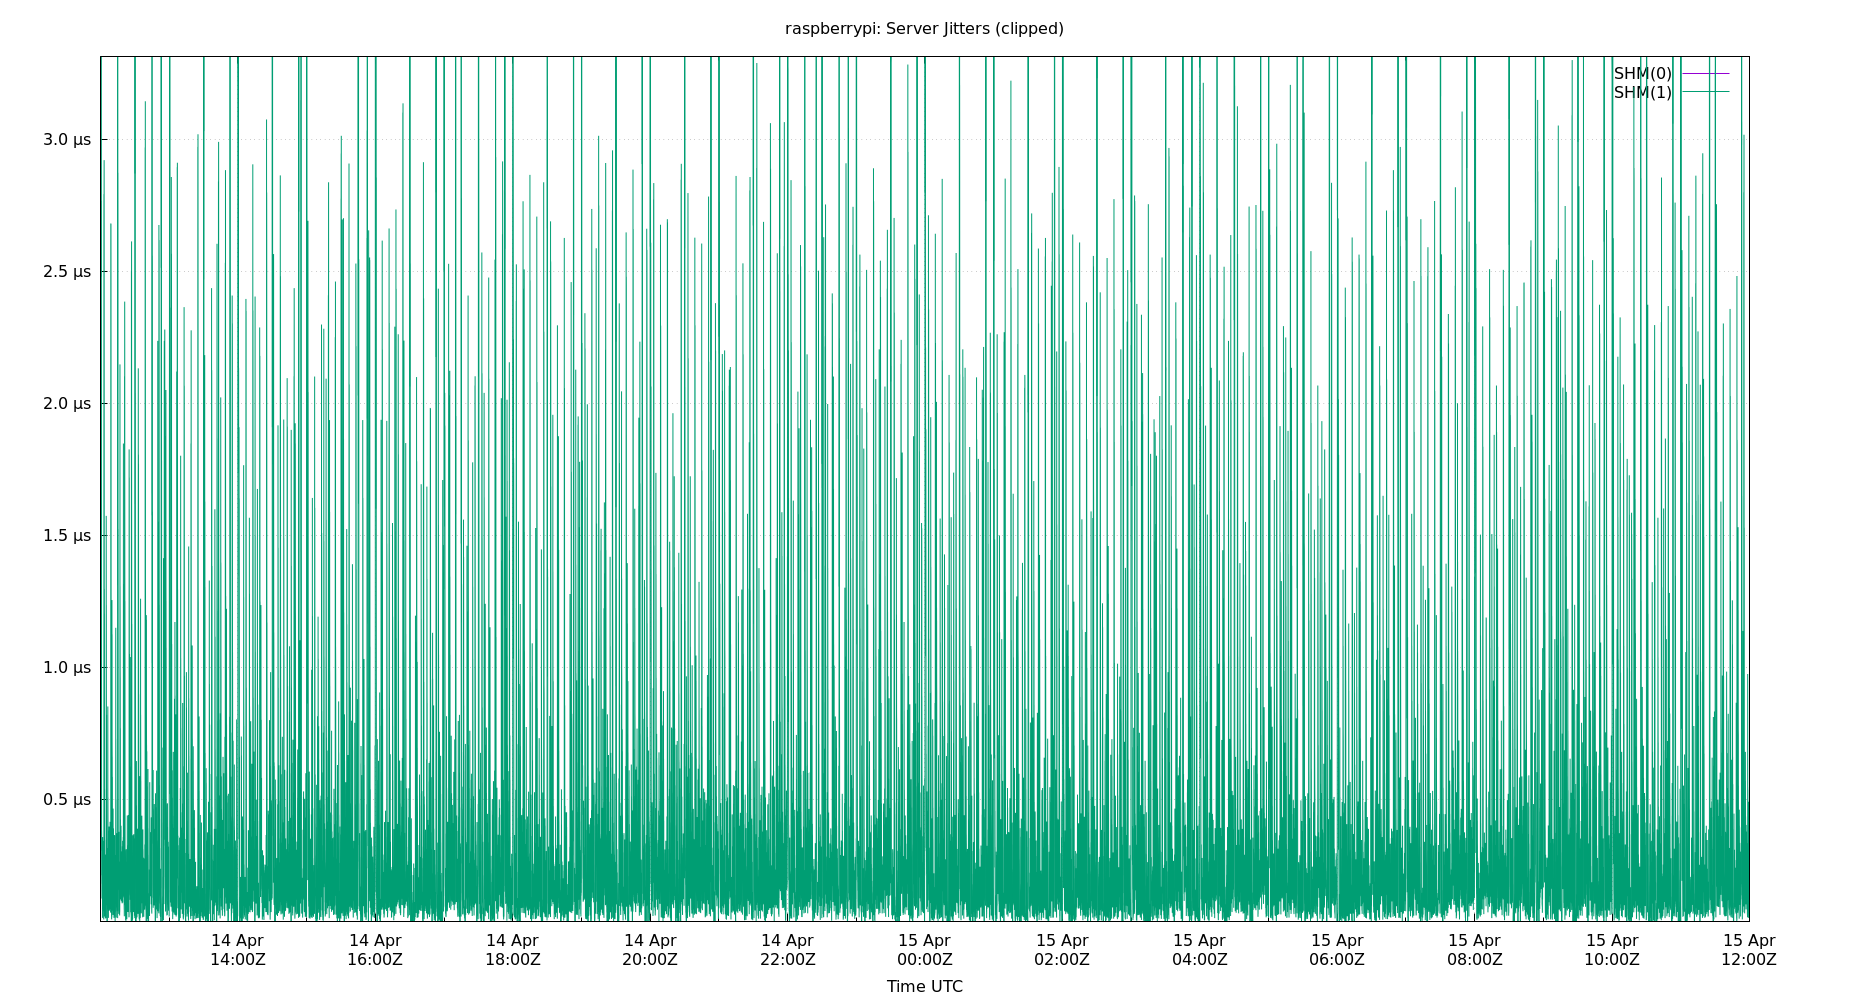 raspberrypi: Server Jitters (clipped)
SHM(0)
SHM(1)
3.0 µs
2.5 µs
2.0 µs
1.5 µs
1.0 µs
0.5 µs
14 Apr 14 Apr 14 Apr 14 Apr 14 Apr 15 Apr 15 Apr 15 Apr 15 Apr 15 Apr 15 Apr 15 Apr
14:00Z 16:00Z 18:00Z 20:00Z 22:00Z 00:00Z 02:00Z 04:00Z 06:00Z 08:00Z 10:00Z 12:00Z
Time UTC